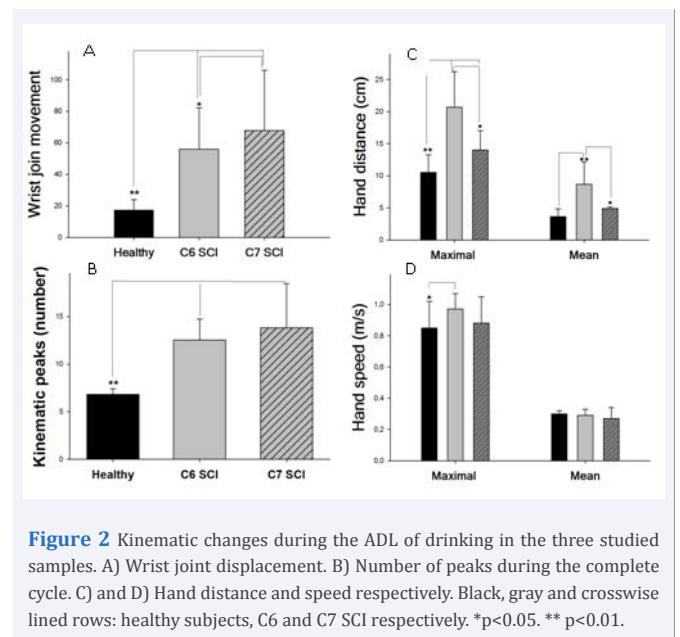 A
Wrist join movement
100
80
60
40
20
0
**
*
Healthy
C6 SCI
C7 SCI
B
Kinematic peaks (number)
15
10
5
0
**
Healthy
C6 SCI
C7 SCI
C
Hand distance (cm)
25
20
15
10
5
0
**
*
**
*
Maximal
Mean
D
Hand speed (m/s)
1,0
0,8
0,6
0,4
0,2
0,0
*
Maximal
Mean
Figure 2 Kinematic changes during the ADL of drinking in the three studied
samples. A) Wrist joint displacement. B) Number of peaks during the complete
cycle. C) and D) Hand distance and speed respectively. Black, gray and crosswise
lined rows: healthy subjects, C6 and C7 SCI respectively. *p<0.05. ** p<0.01.